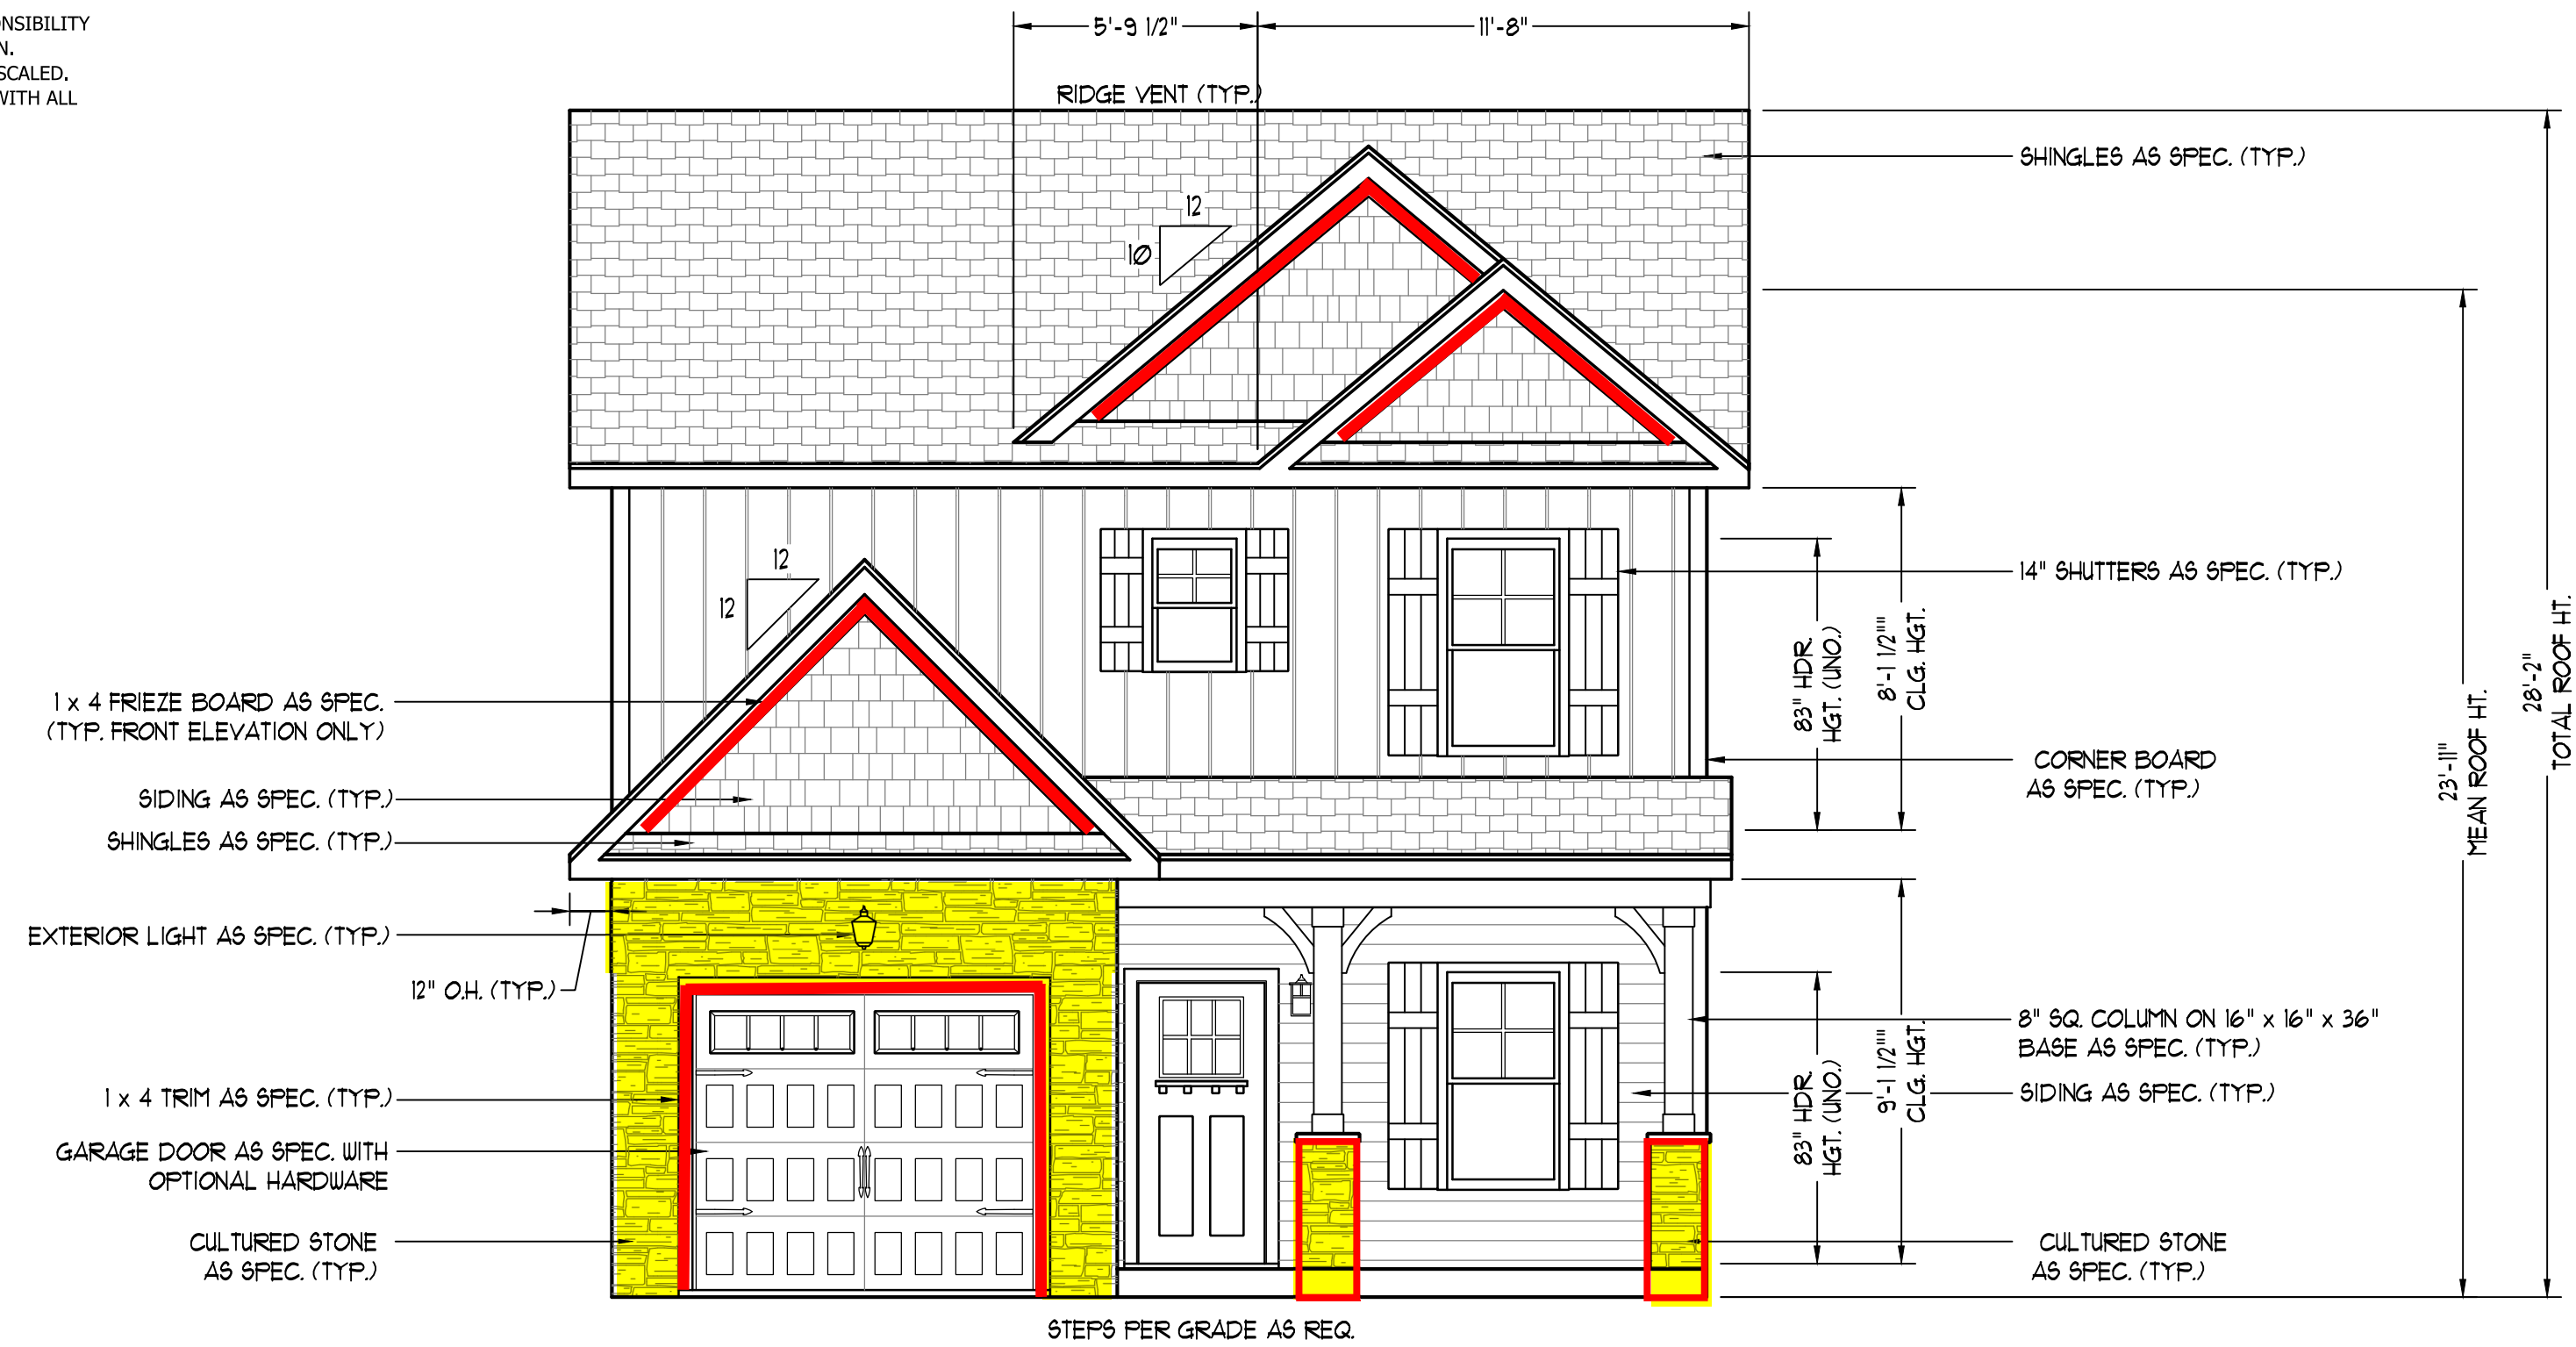 ONSIBILITY
N.
SCALED.
WITH ALL
5'-9 1/2"
11'-8"
RIDGE VENT (TYP.)
SHINGLES AS SPEC. (TYP.)
12
10
12
12
14" SHUTTERS AS SPEC. (TYP.)
83" HDR.
HGT. (UNO.)
8'-1 1/2""
CLG. HGT.
23'-11"
MEAN ROOF HT.
28'-2"
TOTAL ROOF HT.
1 x 4 FRIEZE BOARD AS SPEC.
(TYP. FRONT ELEVATION ONLY)
CORNER BOARD
AS SPEC. (TYP.)
SIDING AS SPEC. (TYP.)
SHINGLES AS SPEC. (TYP.)
EXTERIOR LIGHT AS SPEC. (TYP.)
12" O.H. (TYP.)
8" SQ. COLUMN ON 16" x 16" x 36"
BASE AS SPEC. (TYP.)
83" HDR.
HGT. (UNO.)
9'-1 1/2""
CLG. HGT.
SIDING AS SPEC. (TYP.)
1 x 4 TRIM AS SPEC. (TYP.)
GARAGE DOOR AS SPEC. WITH
OPTIONAL HARDWARE
CULTURED STONE
AS SPEC. (TYP.)
CULTURED STONE
AS SPEC. (TYP.)
STEPS PER GRADE AS REQ.